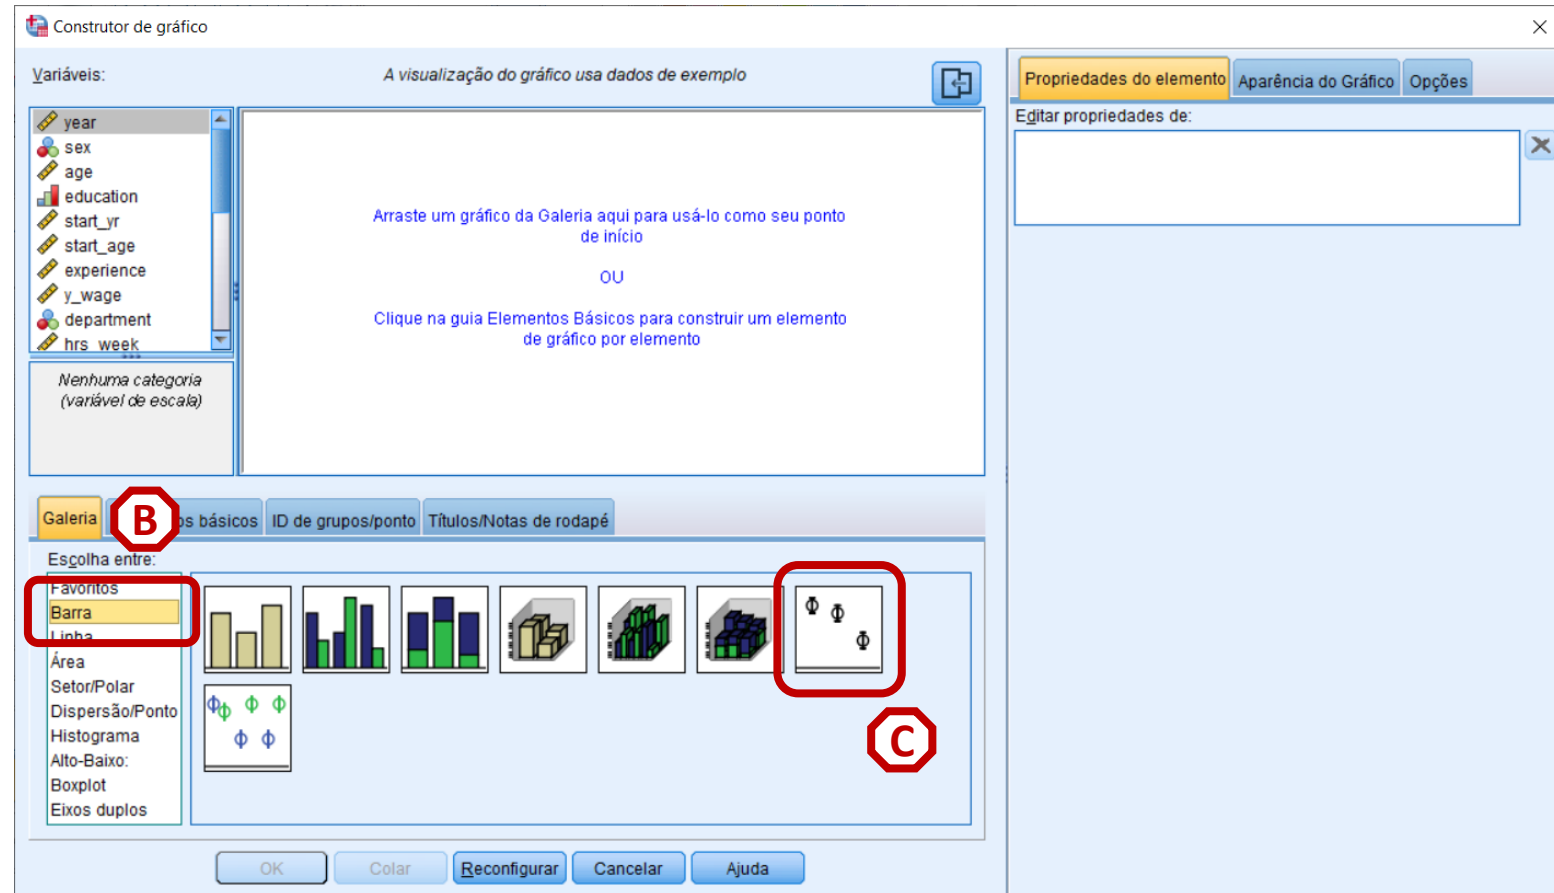 Construtor de gráfico
Variáveis:
A visualização do gráfico usa dados de exemplo
year
sex
age
education
start_yr
start_age
experience
y_wage
department
hrs_week
Nenhuma categoria
(variável de escala)
Arraste um gráfico da Galeria aqui para usá-lo como seu ponto
de início
OU
Clique na guia Elementos Básicos para construir um elemento
de gráfico por elemento
Propriedades do elemento
Aparência do Gráfico
Opções
Editar propriedades de:
Galeria
B
os básicos
ID de grupos/ponto
Títulos/Notas de rodapé
Escolha entre:
Favoritos
Barra
Linha
Área
Setor/Polar
Dispersão/Ponto
Histograma
Alto-Baixo:
Boxplot
Eixos duplos
C
OK
Colar
Reconfigurar
Cancelar
Ajuda